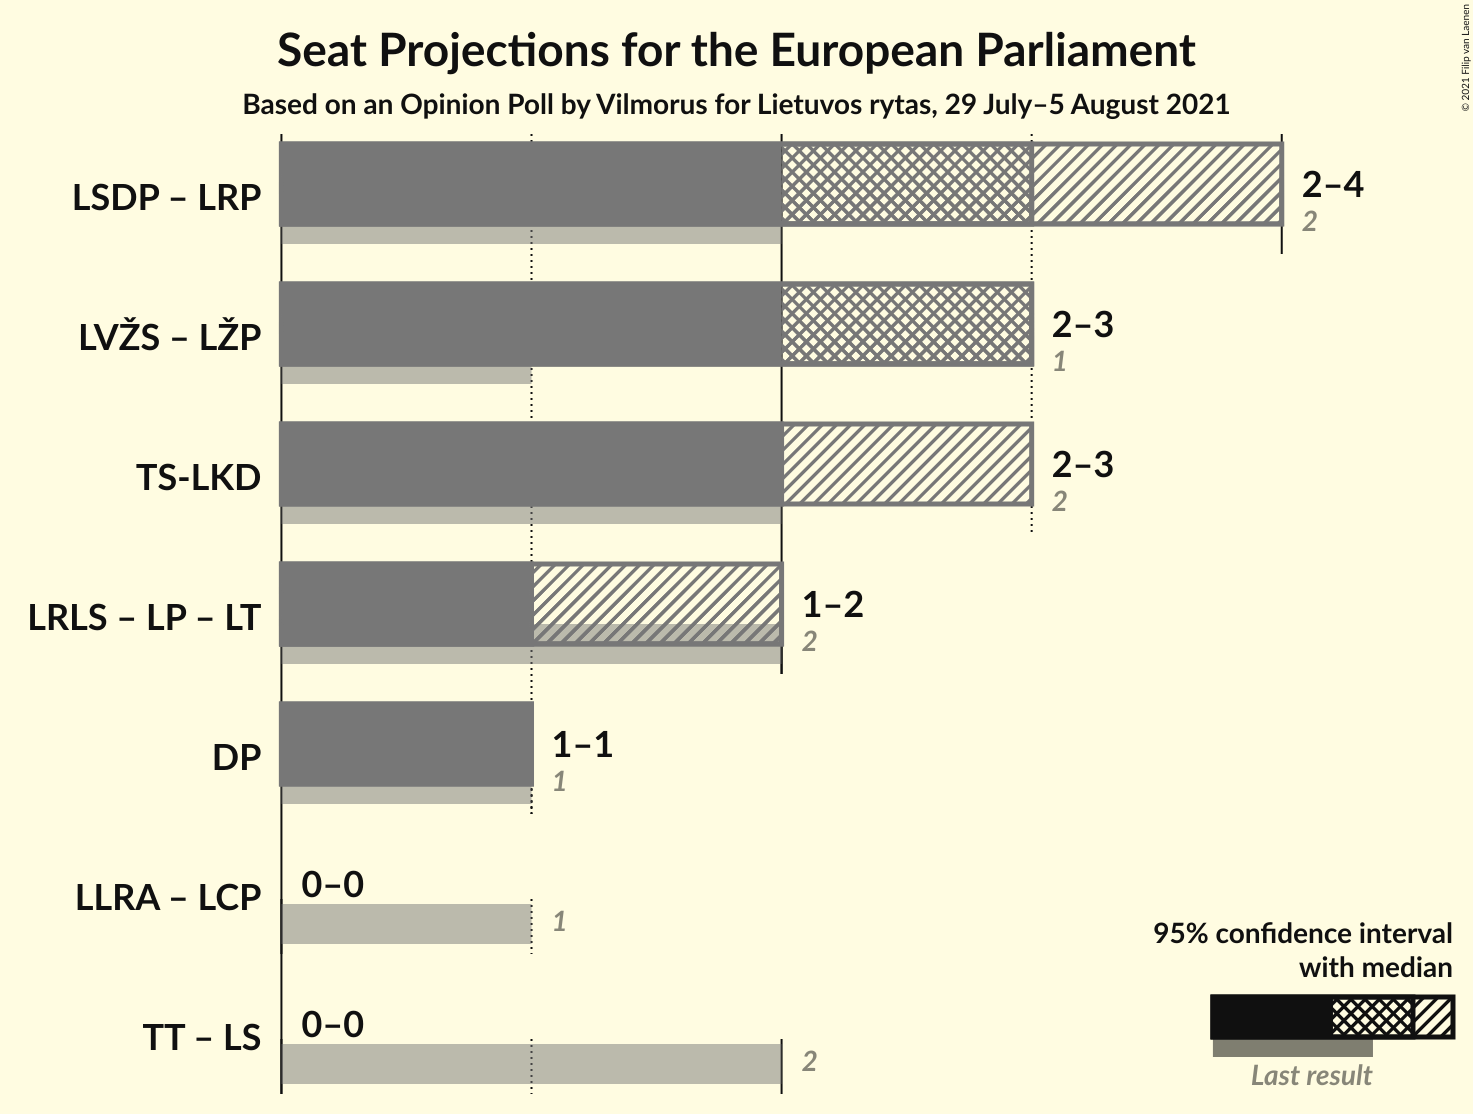 Seat Projections for the European Parliament
Based on an Opinion Poll by Vilmorus for Lietuvos rytas, 29 July–5 August 2021
© 2021 Filip van Laenen
LSDP – LRP
2–4
2
LVŽS – LŽP
2–3
1
TS-LKD
2–3
2
LRLS – LP – LT
1–2
2
DP
1–1
1
LLRA – LCP
0–0
1
TT – LS
0–0
2
95% confidence interval
with median
Last result